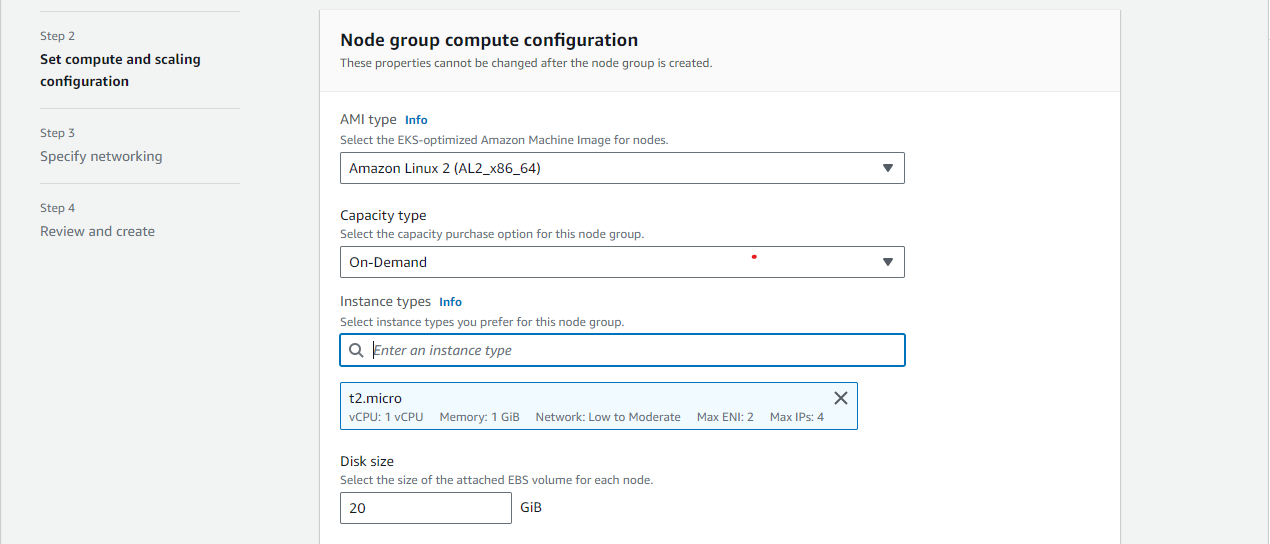 Step 2
Set compute and scaling
configuration
Step 3
Specify networking
Step 4
Review and create
Node group compute configuration
These properties cannot be changed after the node group is created.
AMI type Info
Select the EKS-optimized Amazon Machine Image for nodes.
Amazon Linux 2 (AL2_x86_64)
Capacity type
Select the capacity purchase option for this node group.
On-Demand
Instance types Info
Select instance types you prefer for this node group.
Enter an instance type
t2.micro
vCPU: 1 vCPU Memory: 1 GiB Network: Low to Moderate Max ENI: 2 Max IPs: 4
Disk size
Select the size of the attached EBS volume for each node.
20 GiB